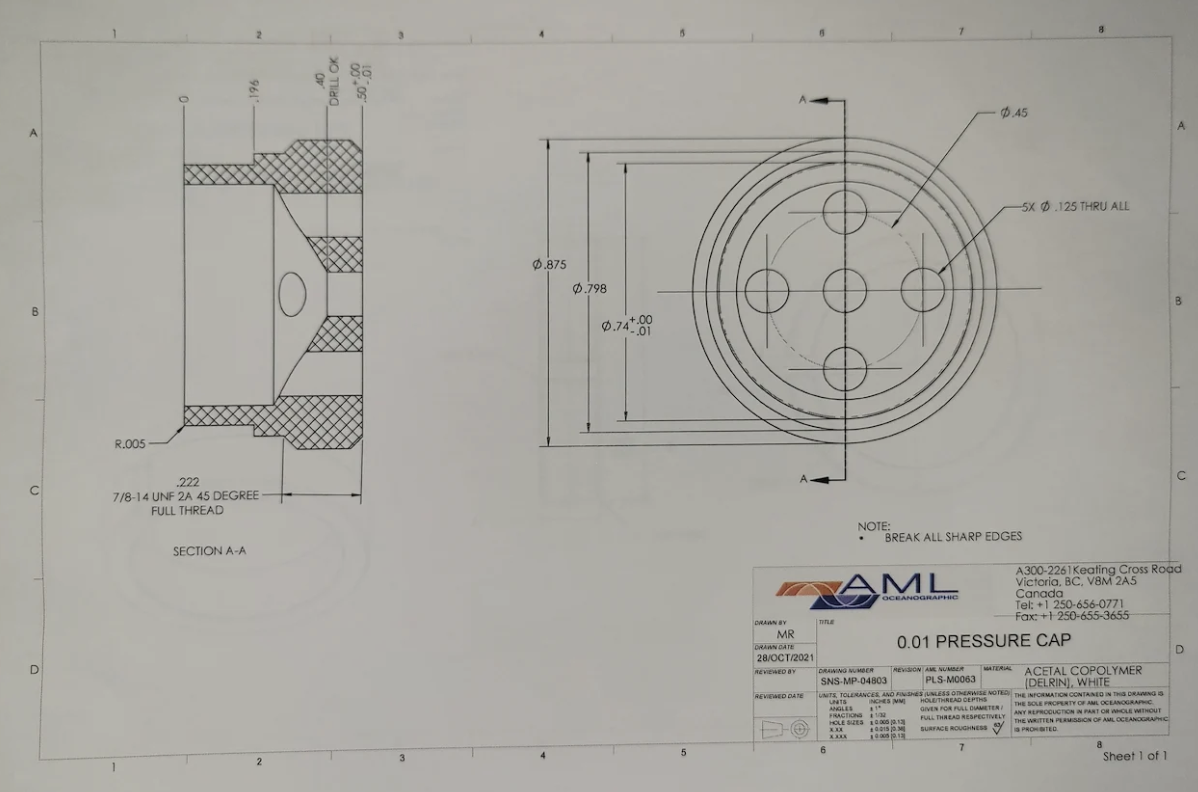 1 2 3 4 5 6 7 8
A
B
C
D
A
B
C
D
0
.196
.40
DRILL OK
.50 +.00
-.01
R.005
.222
7/8-14 UNF 2A 45 DEGREE
FULL THREAD
SECTION A-A
A
A
Ø.45
5X Ø .125 THRU ALL
Ø.875
Ø.798
Ø.74 +.00
-.01
NOTE:
• BREAK ALL SHARP EDGES
AML
OCEANOGRAPHIC
A300-2261Keating Cross Road
Victoria, BC, V8M 2A5
Canada
Tel: +1 250-656-0771
Fax: +1 250-655-3655
DRAWN BY
MR
DRAWN DATE
28/OCT/2021
REVIEWED BY
REVIEWED DATE
TITLE
0.01 PRESSURE CAP
DRAWING NUMBER
SNS-MP-04803
REVISION
AML NUMBER
PLS-M0063
MATERIAL
ACETAL COPOLYMER
(DELRIN), WHITE
UNITS, TOLERANCES, AND FINISHES (UNLESS OTHERWISE NOTED)
UNITS INCHES [MM]
ANGLES ± 1°
FRACTIONS ± 1/32
HOLE SIZES ± 0.005 [0.13]
X.XX ± 0.015 [0.38]
X.XXX ± 0.005 [0.13]
HOLE/THREAD DEPTHS
GIVEN FOR FULL DIAMETER /
FULL THREAD RESPECTIVELY
SURFACE ROUGHNESS 63
THE INFORMATION CONTAINED IN THIS DRAWING IS
THE SOLE PROPERTY OF AML OCEANOGRAPHIC.
ANY REPRODUCTION IN PART OR WHOLE WITHOUT
THE WRITTEN PERMISSION OF AML OCEANOGRAPHIC
IS PROHIBITED.
1 2 3 4 5 6 7 8
Sheet 1 of 1